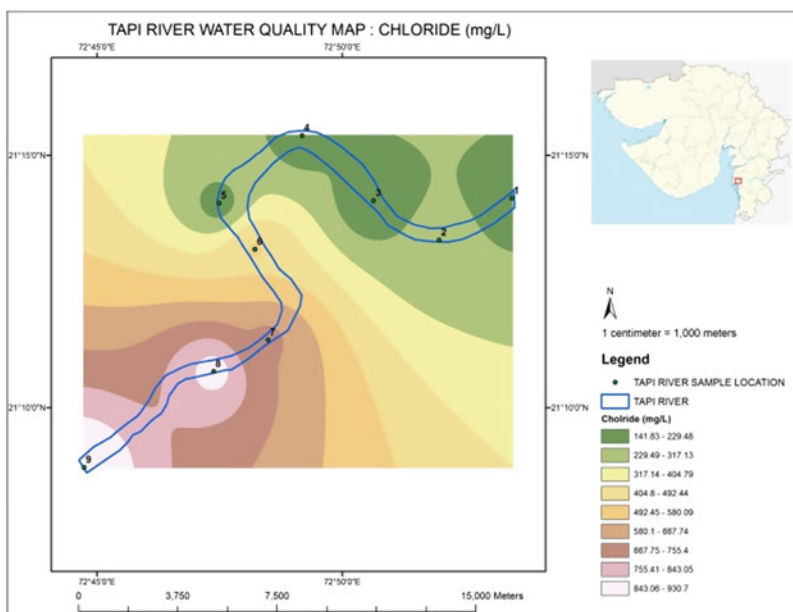 TAPI RIVER WATER QUALITY MAP : CHLORIDE (mg/L)
72°45'0"E 72°50'0"E
4
21°15'0"N 21°15'0"N
5
3
1
2
6
7
8
21°10'0"N 21°10'0"N
9
72°45'0"E 72°50'0"E
0 3,750 7,500 15,000 Meters
N
1 centimeter = 1,000 meters
Legend
TAPI RIVER SAMPLE LOCATION
TAPI RIVER
Cholride (mg/L)
141.83 - 229.48
229.49 - 317.13
317.14 - 404.79
404.8 - 492.44
492.45 - 580.09
580.1 - 667.74
667.75 - 755.4
755.41 - 843.05
843.06 - 930.7